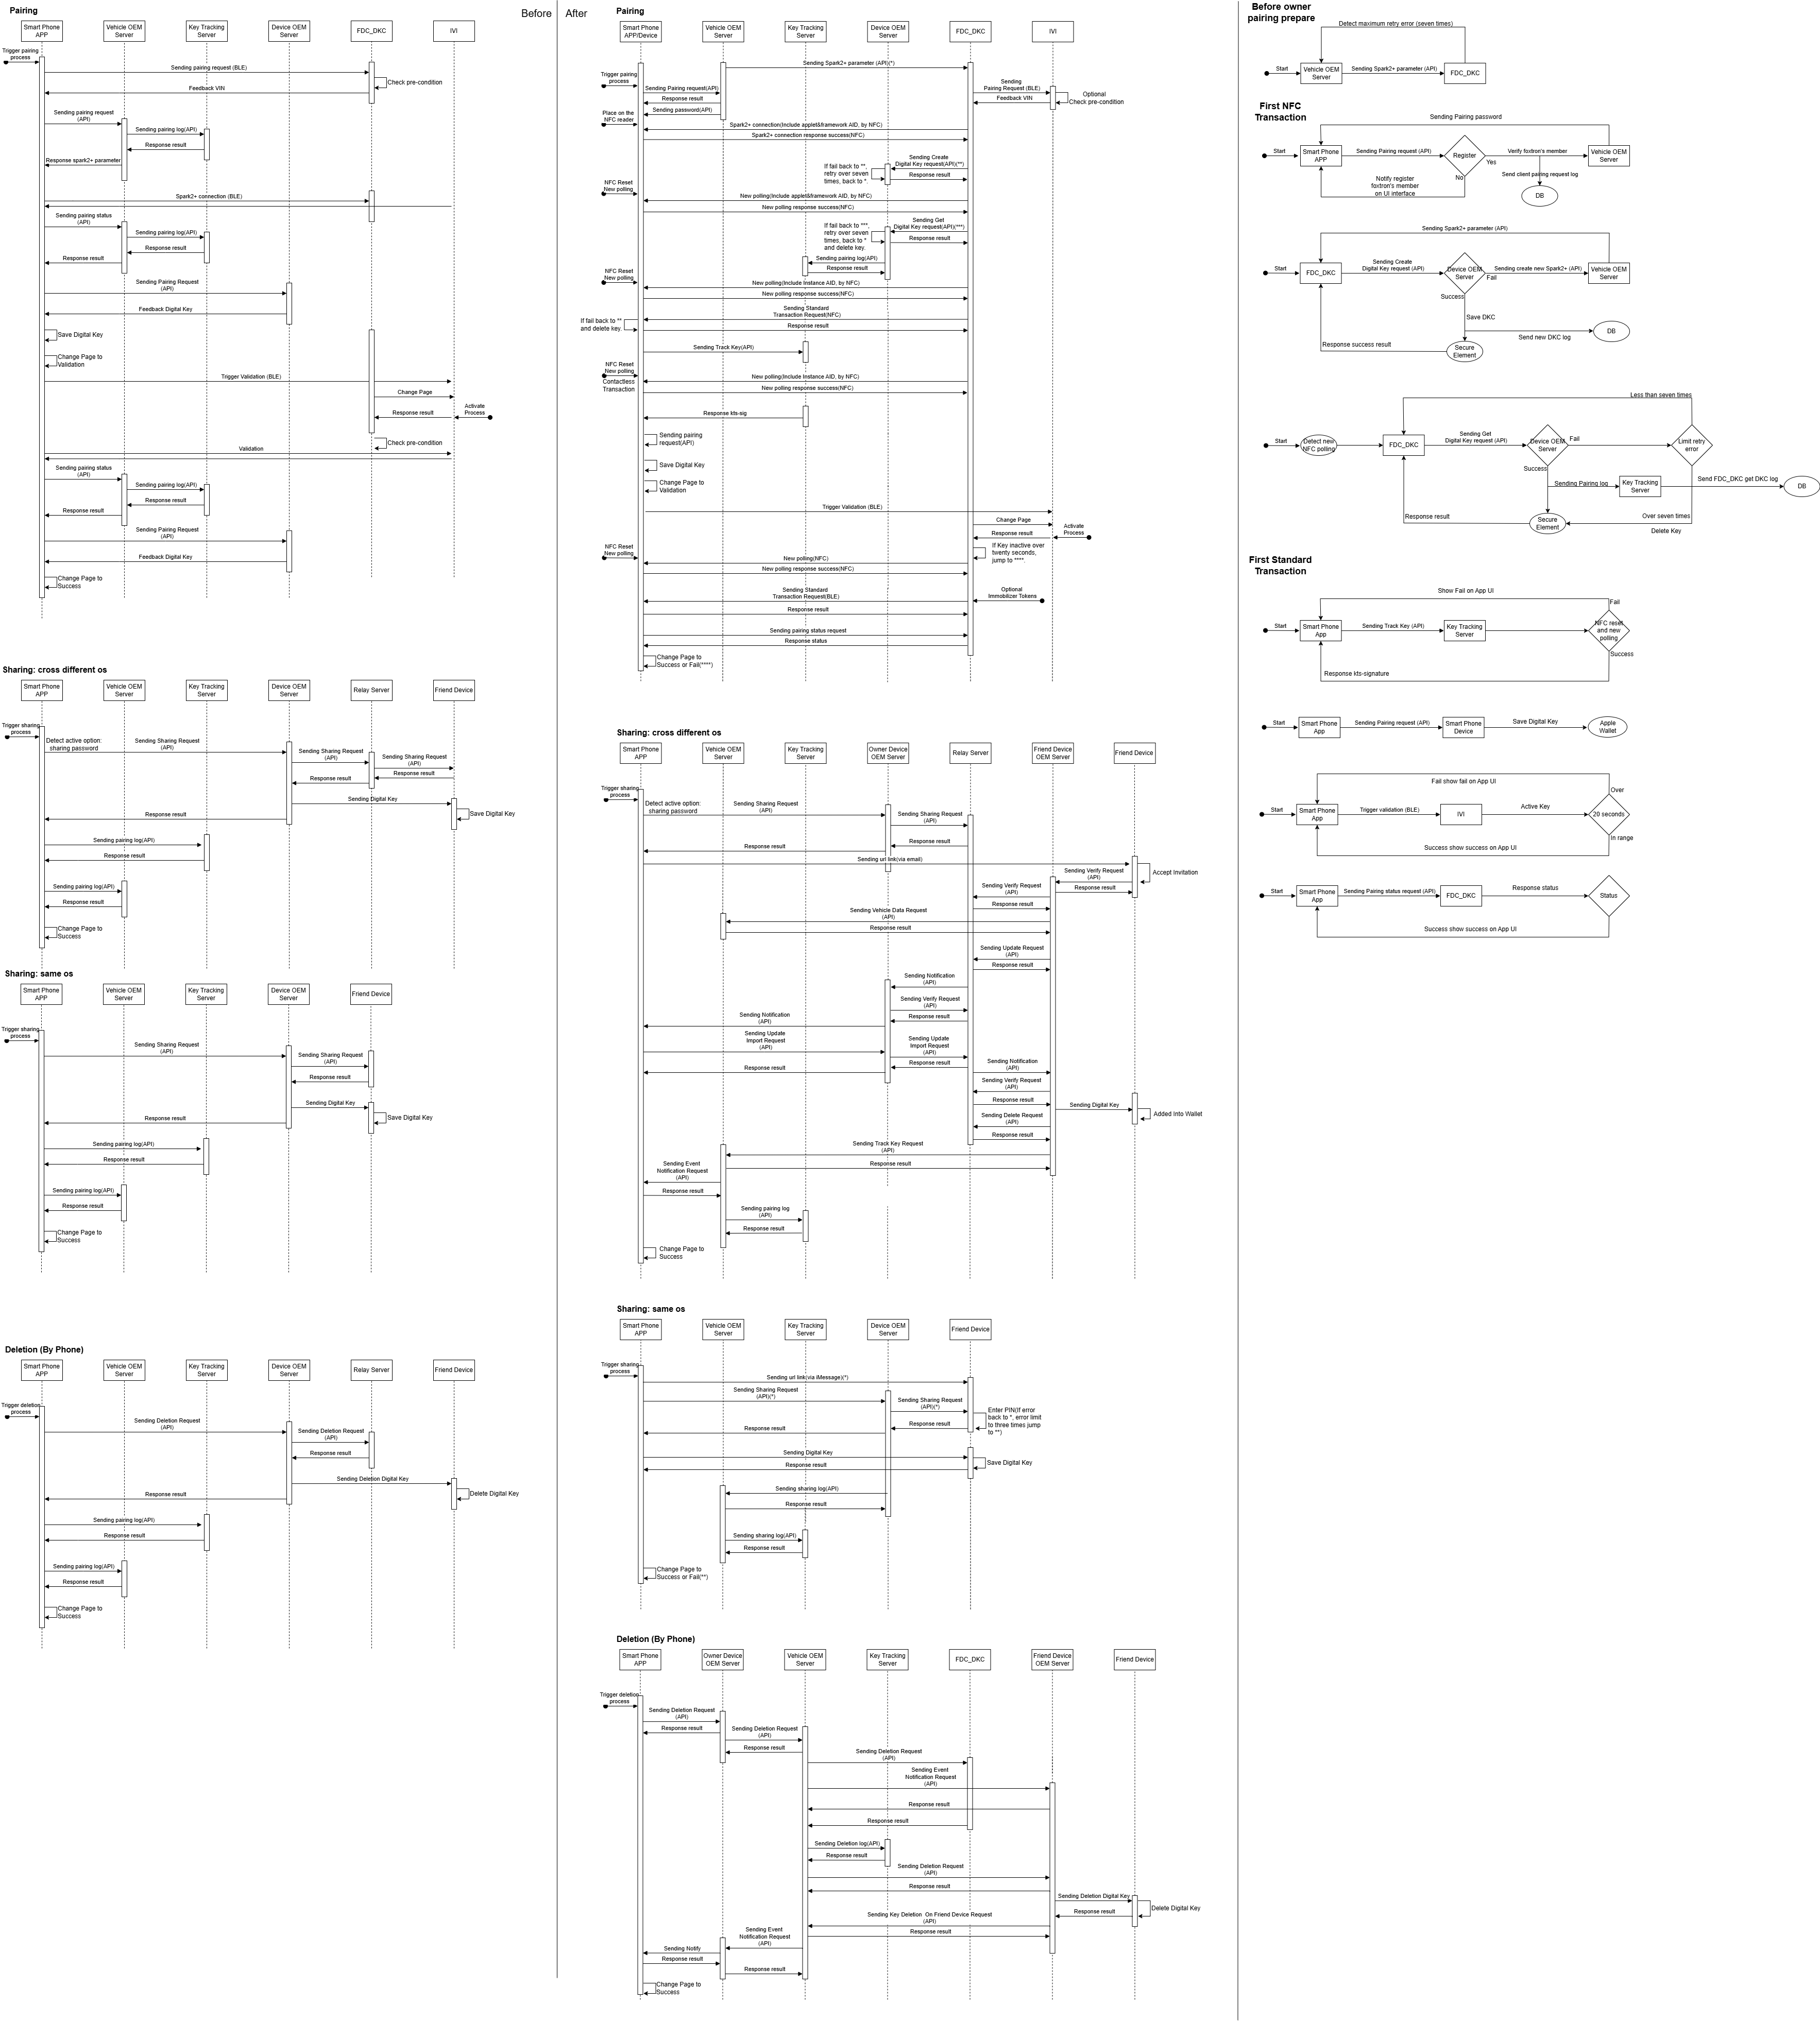 Before
After
Pairing
Smart Phone
APP
Vehicle OEM
Server
Key Tracking
Server
Device OEM
Server
FDC_DKC
IVI
Trigger pairing
process
Sending pairing request (BLE)
Check pre-condition
Feedback VIN
Sending pairing request
(API)
Sending pairing log(API)
Response result
Response spark2+ parameter
Spark2+ connection (BLE)
Sending pairing status
(API)
Sending pairing log(API)
Response result
Response result
Sending Pairing Request
(API)
Feedback Digital Key
Save Digital Key
Change Page to
Validation
Trigger Validation (BLE)
Change Page
Activate
Process
Response result
Check pre-condition
Validation
Sending pairing status
(API)
Sending pairing log(API)
Response result
Response result
Sending Pairing Request
(API)
Feedback Digital Key
Change Page to
Success
Sharing: cross different os
Smart Phone
APP
Vehicle OEM
Server
Key Tracking
Server
Device OEM
Server
Relay Server
Friend Device
Trigger sharing
process
Detect active option:
sharing password
Sending Sharing Request
(API)
Sending Sharing Request
(API)
Sending Sharing Request
(API)
Response result
Response result
Sending Digital Key
Save Digital Key
Response result
Sending pairing log(API)
Response result
Sending pairing log(API)
Response result
Change Page to
Success
Sharing: same os
Smart Phone
APP
Vehicle OEM
Server
Key Tracking
Server
Device OEM
Server
Friend Device
Trigger sharing
process
Sending Sharing Request
(API)
Sending Sharing Request
(API)
Response result
Sending Digital Key
Save Digital Key
Response result
Sending pairing log(API)
Response result
Sending pairing log(API)
Response result
Change Page to
Success
Deletion (By Phone)
Smart Phone
APP
Vehicle OEM
Server
Key Tracking
Server
Device OEM
Server
Relay Server
Friend Device
Trigger deletion
process
Sending Deletion Request
(API)
Sending Deletion Request
(API)
Response result
Sending Deletion Digital Key
Delete Digital Key
Response result
Sending pairing log(API)
Response result
Sending pairing log(API)
Response result
Change Page to
Success
Pairing
Smart Phone
APP/Device
Vehicle OEM
Server
Key Tracking
Server
Device OEM
Server
FDC_DKC
IVI
Sending Spark2+ parameter (API)(*)
Trigger pairing
process
Sending Pairing request(API)
Response result
Sending
Pairing Request (BLE)
Feedback VIN
Optional
Check pre-condition
Sending password(API)
Place on the
NFC reader
Spark2+ connection(Include applet&framework AID, by NFC)
Spark2+ connection response success(NFC)
Sending Create
Digital Key request(API)(**)
If fail back to **,
retry over seven
times, back to *.
Response result
NFC Reset
New polling
New polling(Include applet&framework AID, by NFC)
New polling response success(NFC)
Sending Get
Digital Key request(API)(***)
If fail back to ***,
retry over seven
times, back to *
and delete key.
Response result
Sending pairing log(API)
Response result
NFC Reset
New polling
New polling(Include Instance AID, by NFC)
New polling response success(NFC)
Sending Standard
Transaction Request(NFC)
If fail back to **
and delete key.
Response result
Sending Track Key(API)
NFC Reset
New polling
Contactless
Transaction
New polling(Include Instance AID, by NFC)
New polling response success(NFC)
Response kts-sig
Sending pairing
request(API)
Save Digital Key
Change Page to
Validation
Trigger Validation (BLE)
Change Page
Activate
Process
Response result
NFC Reset
New polling
If Key inactive over
twenty seconds,
jump to ****.
New polling(NFC)
New polling response success(NFC)
Sending Standard
Transaction Request(BLE)
Optional
Immobilizer Tokens
Response result
Sending pairing status request
Response status
Change Page to
Success or Fail(****)
Sharing: cross different os
Smart Phone
APP
Vehicle OEM
Server
Key Tracking
Server
Owner Device
OEM Server
Relay Server
Friend Device
OEM Server
Friend Device
Trigger sharing
process
Detect active option:
sharing password
Sending Sharing Request
(API)
Sending Sharing Request
(API)
Response result
Response result
Sending url link(via email)
Accept Invitation
Sending Verify Request
(API)
Response result
Sending Verify Request
(API)
Response result
Sending Vehicle Data Request
(API)
Response result
Sending Update Request
(API)
Response result
Sending Notification
(API)
Sending Verify Request
(API)
Response result
Sending Notification
(API)
Sending Update
Import Request
(API)
Sending Update
Import Request
(API)
Response result
Response result
Sending Notification
(API)
Sending Verify Request
(API)
Response result
Sending Digital Key
Added Into Wallet
Sending Delete Request
(API)
Response result
Sending Track Key Request
(API)
Response result
Sending Event
Notification Request
(API)
Response result
Sending pairing log
(API)
Response result
Change Page to
Success
Sharing: same os
Smart Phone
APP
Vehicle OEM
Server
Key Tracking
Server
Device OEM
Server
Friend Device
Trigger sharing
process
Sending url link(via iMessage)(*)
Sending Sharing Request
(API)(*)
Sending Sharing Request
(API)(*)
Enter PIN(If error
back to *, error limit
to three times jump
to **)
Response result
Response result
Sending Digital Key
Save Digital Key
Response result
Sending sharing log(API)
Response result
Sending sharing log(API)
Response result
Change Page to
Success or Fail(**)
Deletion (By Phone)
Smart Phone
APP
Owner Device
OEM Server
Vehicle OEM
Server
Key Tracking
Server
FDC_DKC
Friend Device
OEM Server
Friend Device
Trigger deletion
process
Sending Deletion Request
(API)
Response result
Sending Deletion Request
(API)
Response result
Sending Deletion Request
(API)
Sending Event
Notification Request
(API)
Response result
Response result
Sending Deletion log(API)
Response result
Sending Deletion Request
(API)
Response result
Sending Deletion Digital Key
Response result
Delete Digital Key
Sending Key Deletion On Friend Device Request
(API)
Response result
Sending Event
Notification Request
(API)
Sending Notify
Response result
Response result
Change Page to
Success
Before owner
pairing prepare
Detect maximum retry error (seven times)
Start
Vehicle OEM
Server
Sending Spark2+ parameter (API)
FDC_DKC
First NFC
Transaction
Sending Pairing password
Start
Smart Phone
APP
Sending Pairing request (API)
Register
Yes
Verify foxtron's member
Vehicle OEM
Server
No
Notify register
foxtron's member
on UI interface
Send client pairing request log
DB
Sending Spark2+ parameter (API)
Start
FDC_DKC
Sending Create
Digital Key request (API)
Device OEM
Server
Fail
Sending create new Spark2+ (API)
Vehicle OEM
Server
Success
Save DKC
Send new DKC log
DB
Response success result
Secure
Element
Less than seven times
Start
Detect new
NFC polling
FDC_DKC
Sending Get
Digital Key request (API)
Device OEM
Server
Fail
Limit retry
error
Success
Sending Pairing log
Key Tracking
Server
Send FDC_DKC get DKC log
DB
Response result
Secure
Element
Over seven times
Delete Key
First Standard
Transaction
Show Fail on App UI
Fail
Start
Smart Phone
App
Sending Track Key (API)
Key Tracking
Server
NFC reset
and new
polling
Success
Response kts-signature
Start
Smart Phone
App
Sending Pairing request (API)
Smart Phone
Device
Save Digital Key
Apple
Wallet
Fail show fail on App UI
Over
Start
Smart Phone
App
Trigger validation (BLE)
IVI
Active Key
20 seconds
In range
Success show success on App UI
Start
Smart Phone
App
Sending Pairing status request (API)
FDC_DKC
Response status
Status
Success show success on App UI